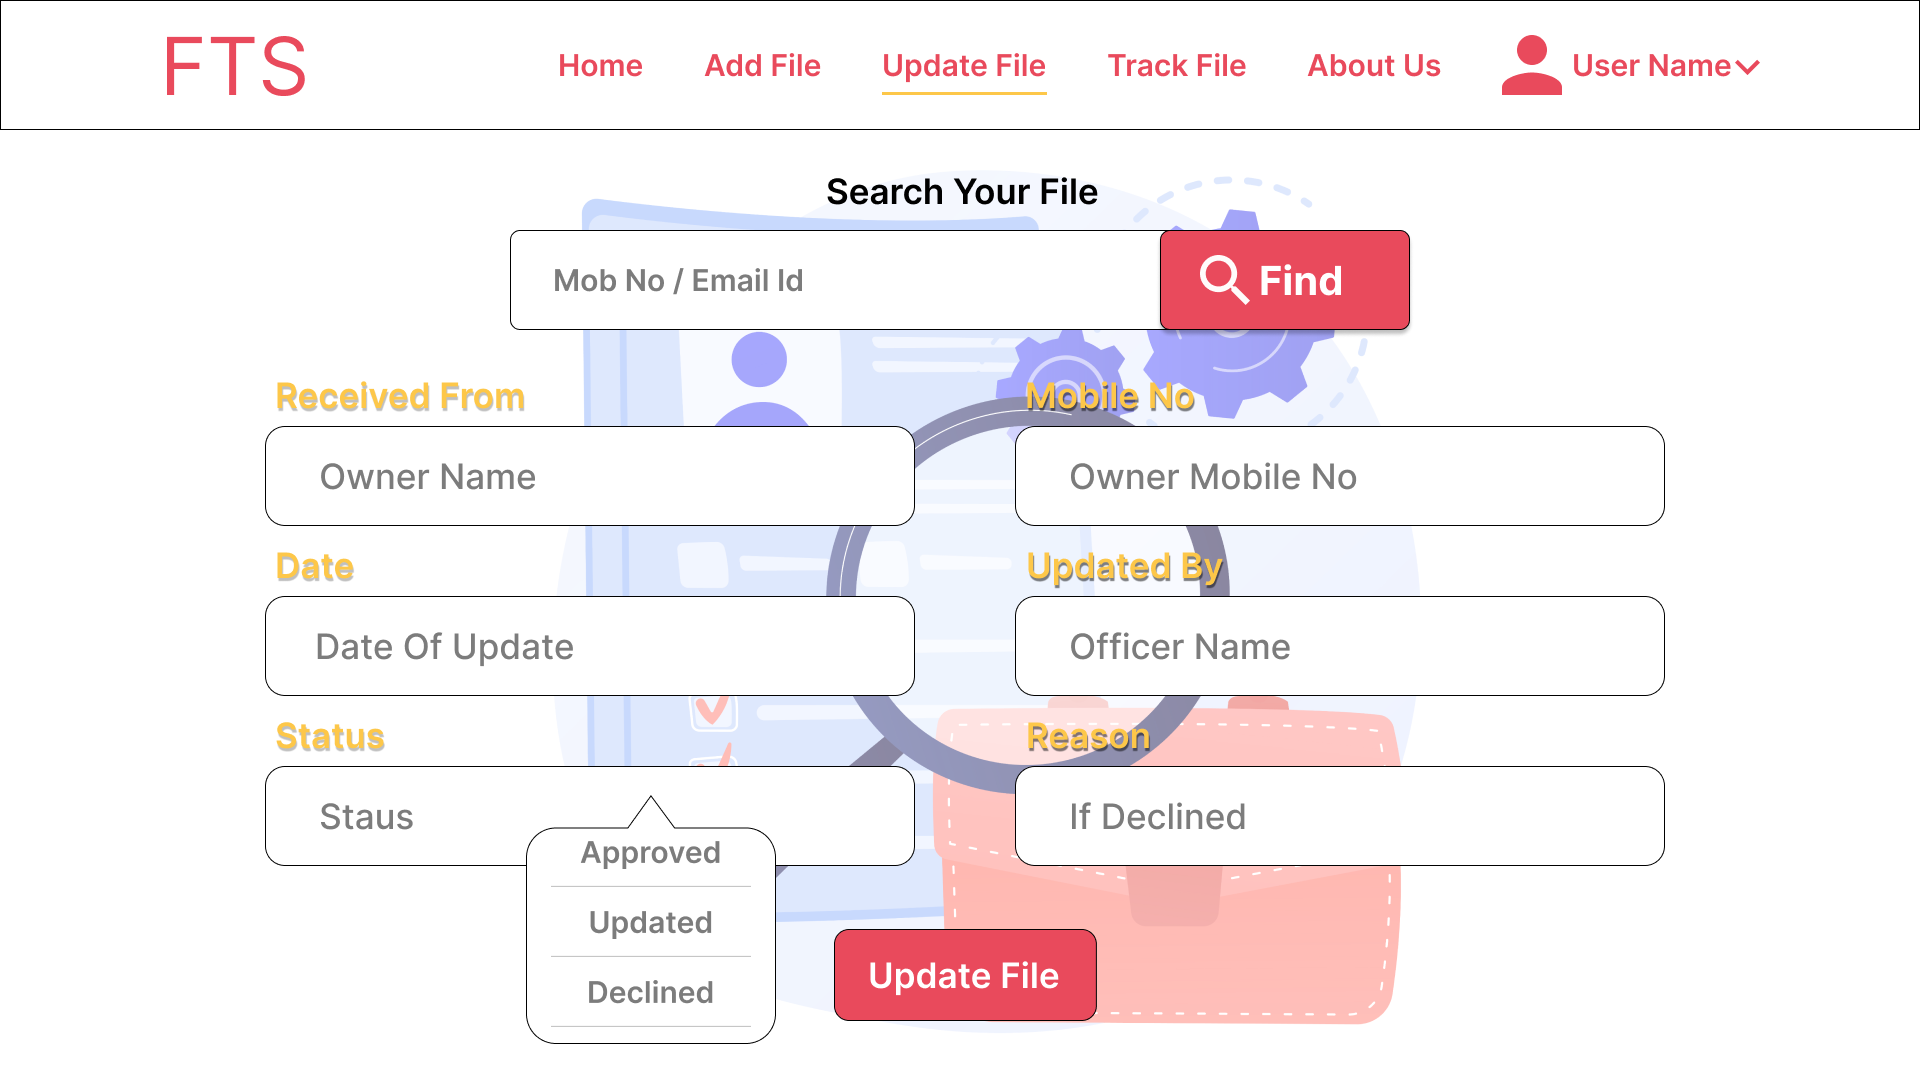 FTS
Home
Add File
Update File
Track File
About Us
User Name
Search Your File
Mob No / Email Id
Find
Received From
Mobile No
Owner Name
Owner Mobile No
Date
Updated By
Date Of Update
Officer Name
Status
Reason
Staus
If Declined
Approved
Updated
Declined
Update File